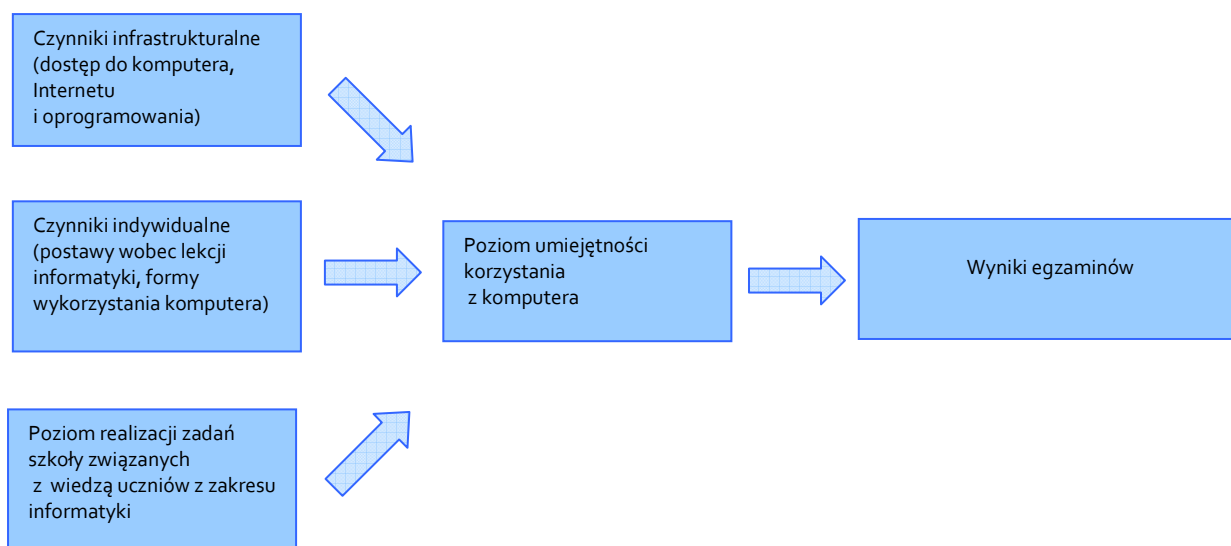 Czynniki infrastrukturalne
(dostęp do komputera,
Internetu
i oprogramowania)
Czynniki indywidualne
(postawy wobec lekcji
informatyki, formy
wykorzystania komputera)
Poziom realizacji zadań
szkoły związanych
z wiedzą uczniów z zakresu
informatyki
Poziom umiejętności
korzystania
z komputera
Wyniki egzaminów